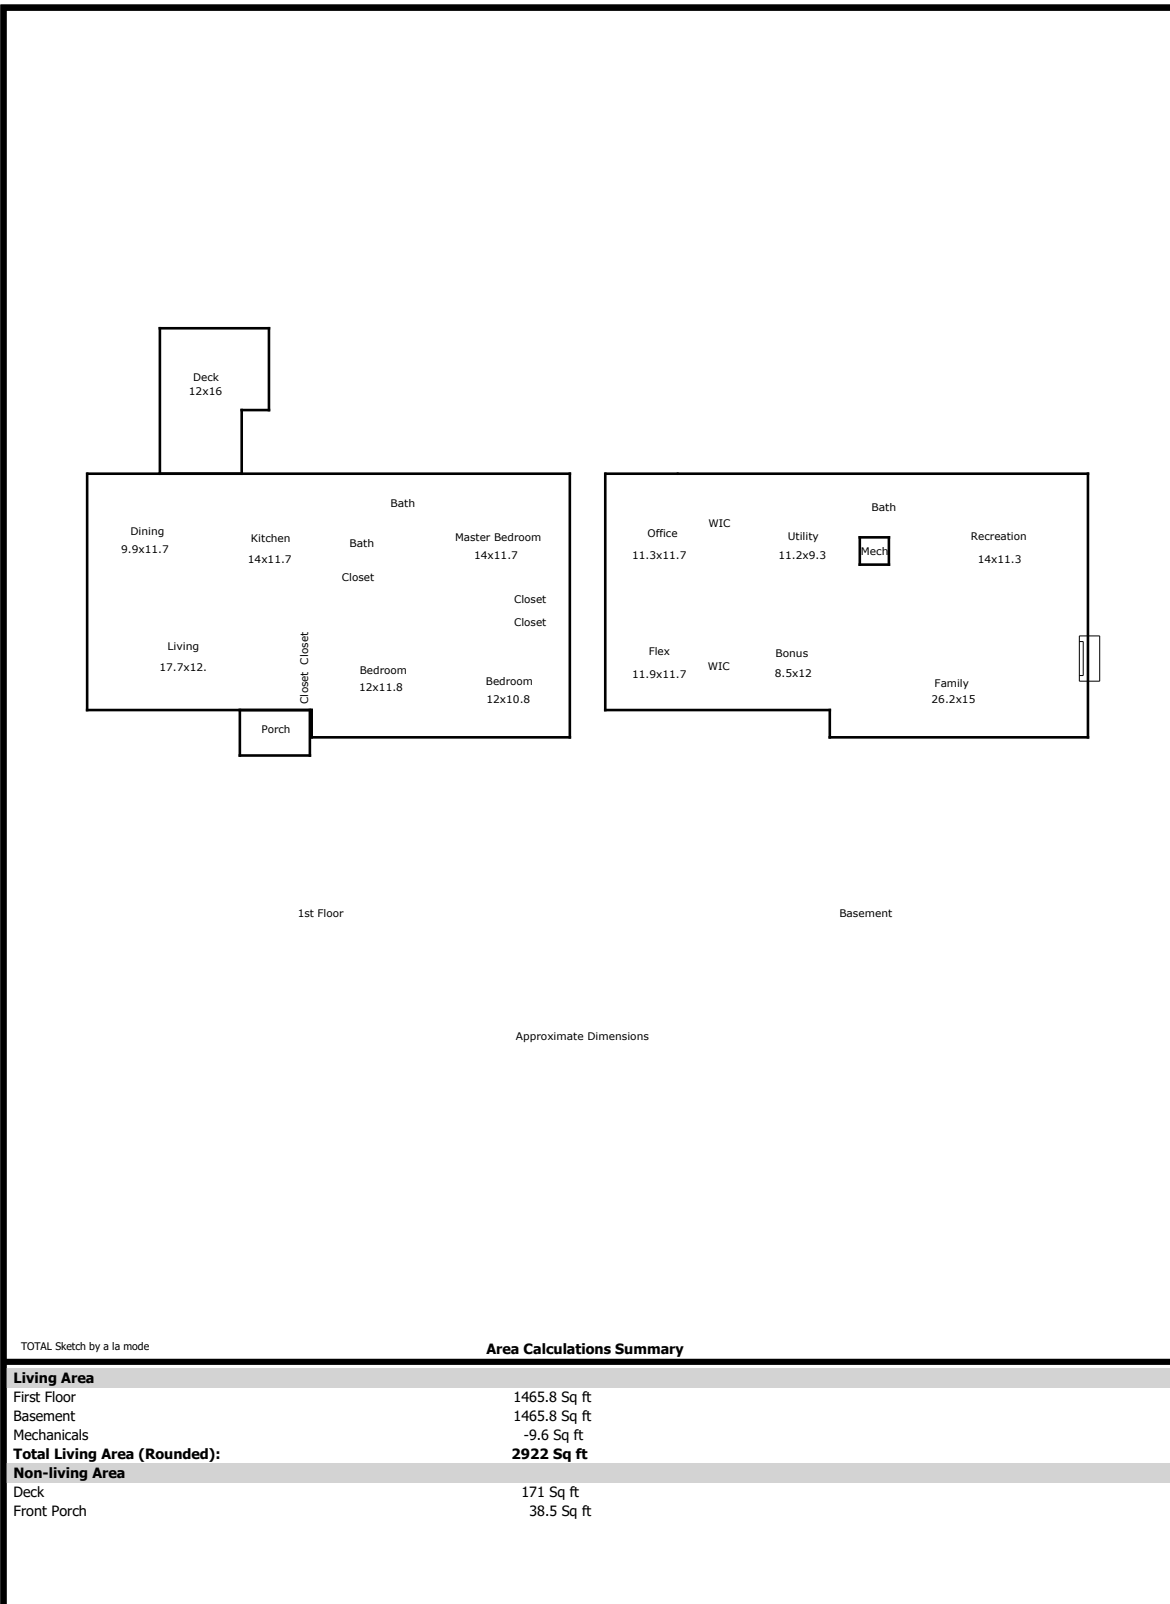 Deck
12x16
Bath
Dining
9.9x11.7
Kitchen
14x11.7
Bath
Master Bedroom
14x11.7
Closet
Closet
Closet
Living
17.7x12.
Closet
Closet
Bedroom
12x11.8
Bedroom
12x10.8
Porch
Office
11.3x11.7
WIC
Utility
11.2x9.3
Bath
Mech
Recreation
14x11.3
Flex
11.9x11.7
WIC
Bonus
8.5x12
Family
26.2x15
1st Floor
Basement
Approximate Dimensions
TOTAL Sketch by a la mode
Area Calculations Summary
Living Area
First Floor 1465.8 Sq ft
Basement 1465.8 Sq ft
Mechanicals -9.6 Sq ft
Total Living Area (Rounded): 2922 Sq ft
Non-living Area
Deck 171 Sq ft
Front Porch 38.5 Sq ft